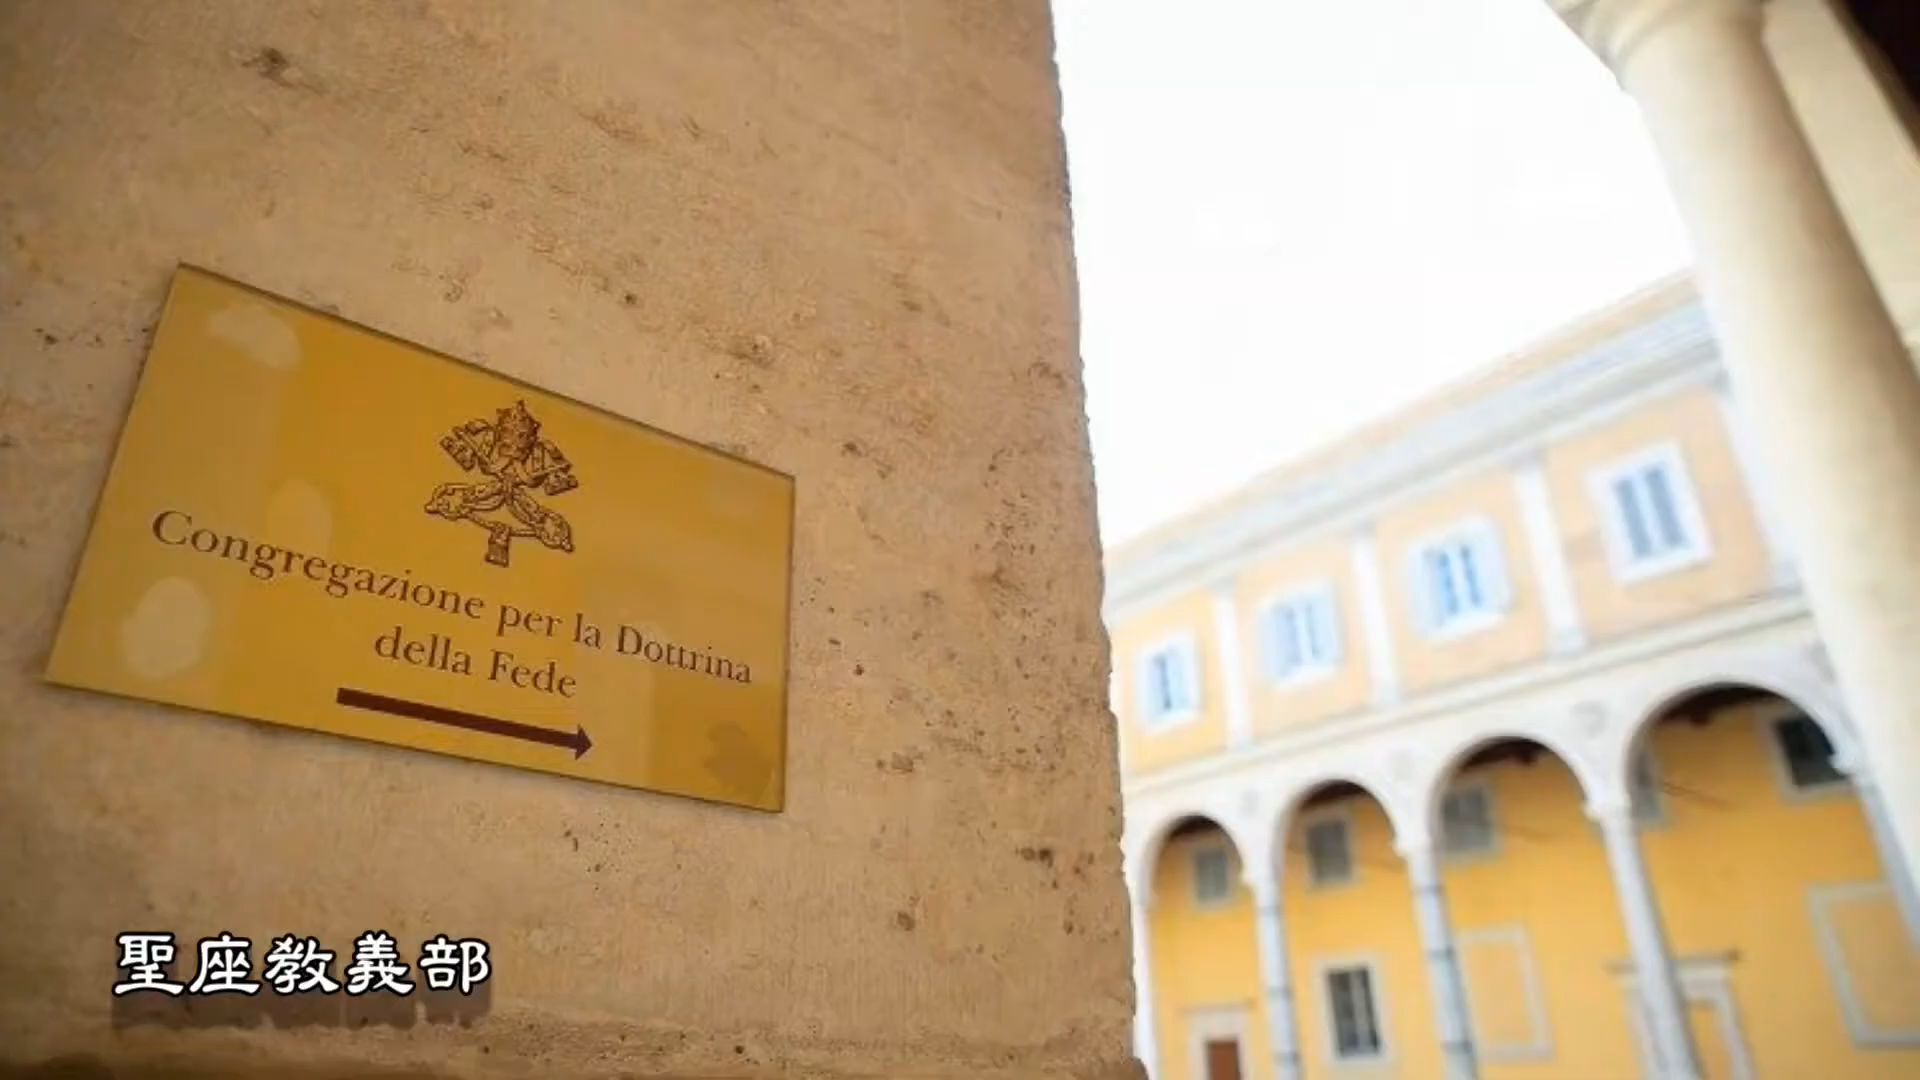 Congregazione per la Dottrina
della Fede
聖座教義部